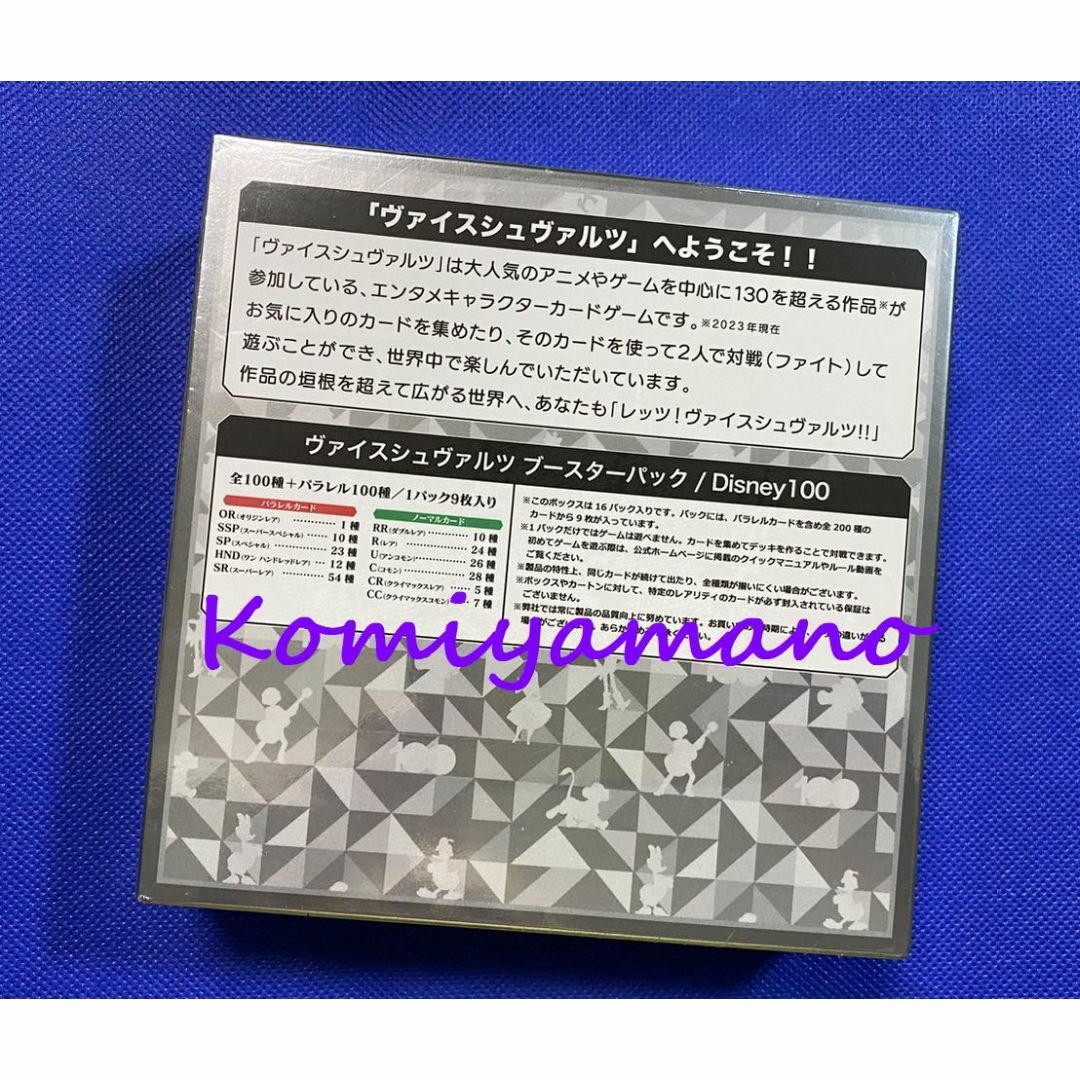 「ヴァイスシュヴァルツ」へようこそ！！
「ヴァイスシュヴァルツ」は大人気のアニメやゲームを中心に130を超える作品※が
参加している、エンタメキャラクターカードゲームです。※2023年現在
お気に入りのカードを集めたり、そのカードを使って2人で対戦（ファイト）して
遊ぶことができ、世界中で楽しんでいただいています。
作品の垣根を超えて広がる世界へ、あなたも「レッツ！ヴァイスシュヴァルツ!!」
ヴァイスシュヴァルツ ブースターパック / Disney100
全100種＋パラレル100種／1パック9枚入り
パラレルカード
OR(オリジンレア) ………… 1種
SSP(スーパースペシャル) …… 10種
SP(スペシャル) …………… 23種
HND(ワン ハンドレッドレア) … 12種
SR(スーパーレア) ………… 54種
ノーマルカード
RR(ダブルレア) ………… 10種
R(レア) ……………… 24種
U(アンコモン) ………… 26種
C(コモン) …………… 28種
CR(クライマックスレア) …… 5種
CC(クライマックスコモン) … 7種
※このボックスは16パック入りです。パックには、パラレルカードを含め全200種の
カードから9枚が入っています。
※1パックだけではゲームは遊べません。カードを集めてデッキを作ることで対戦できます。
初めてゲームを遊ぶ際は、公式ホームページに掲載のクイックマニュアルやルール動画を
ご覧ください。
※製品の特性上、同じカードが続けて出たり、全種類が揃いにくい場合がございます。
※ボックスやカートンに対して、特定のレアリティのカードが必ず封入されている保証は
ございません。
※弊社では常に製品の品質向上に努めています。お買い
場合がござい
Komiyamano